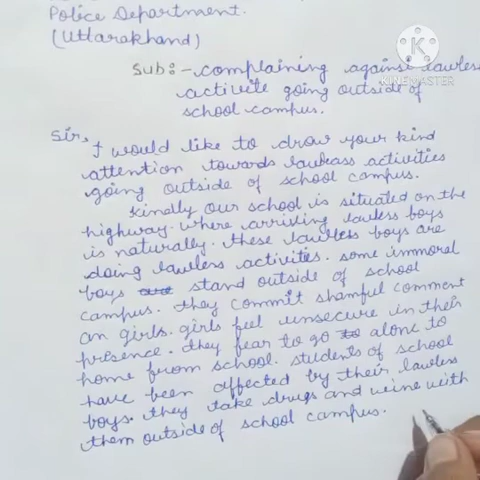 Police Department.
(Uttarakhand)
Sub:- complaining against lawless
activite going outside of
school campus.
Sir,
I would like to drow your kind
attention towards lawleass activities
going outside of school campus.
kindly our school is situated on the
highway. where arriving lawless boys
is naturally. these lawless boys are
doing lawless activities. some immoral
boys are stand outside of school
campus. they commit shamful comment
on girls. girls feel unsecure in their
presence. they fear to go to alone to
home from school. students of school
have been affected by their lawless
boys. they take drugs and wine with
them outside of school campus.
KINEMASTER